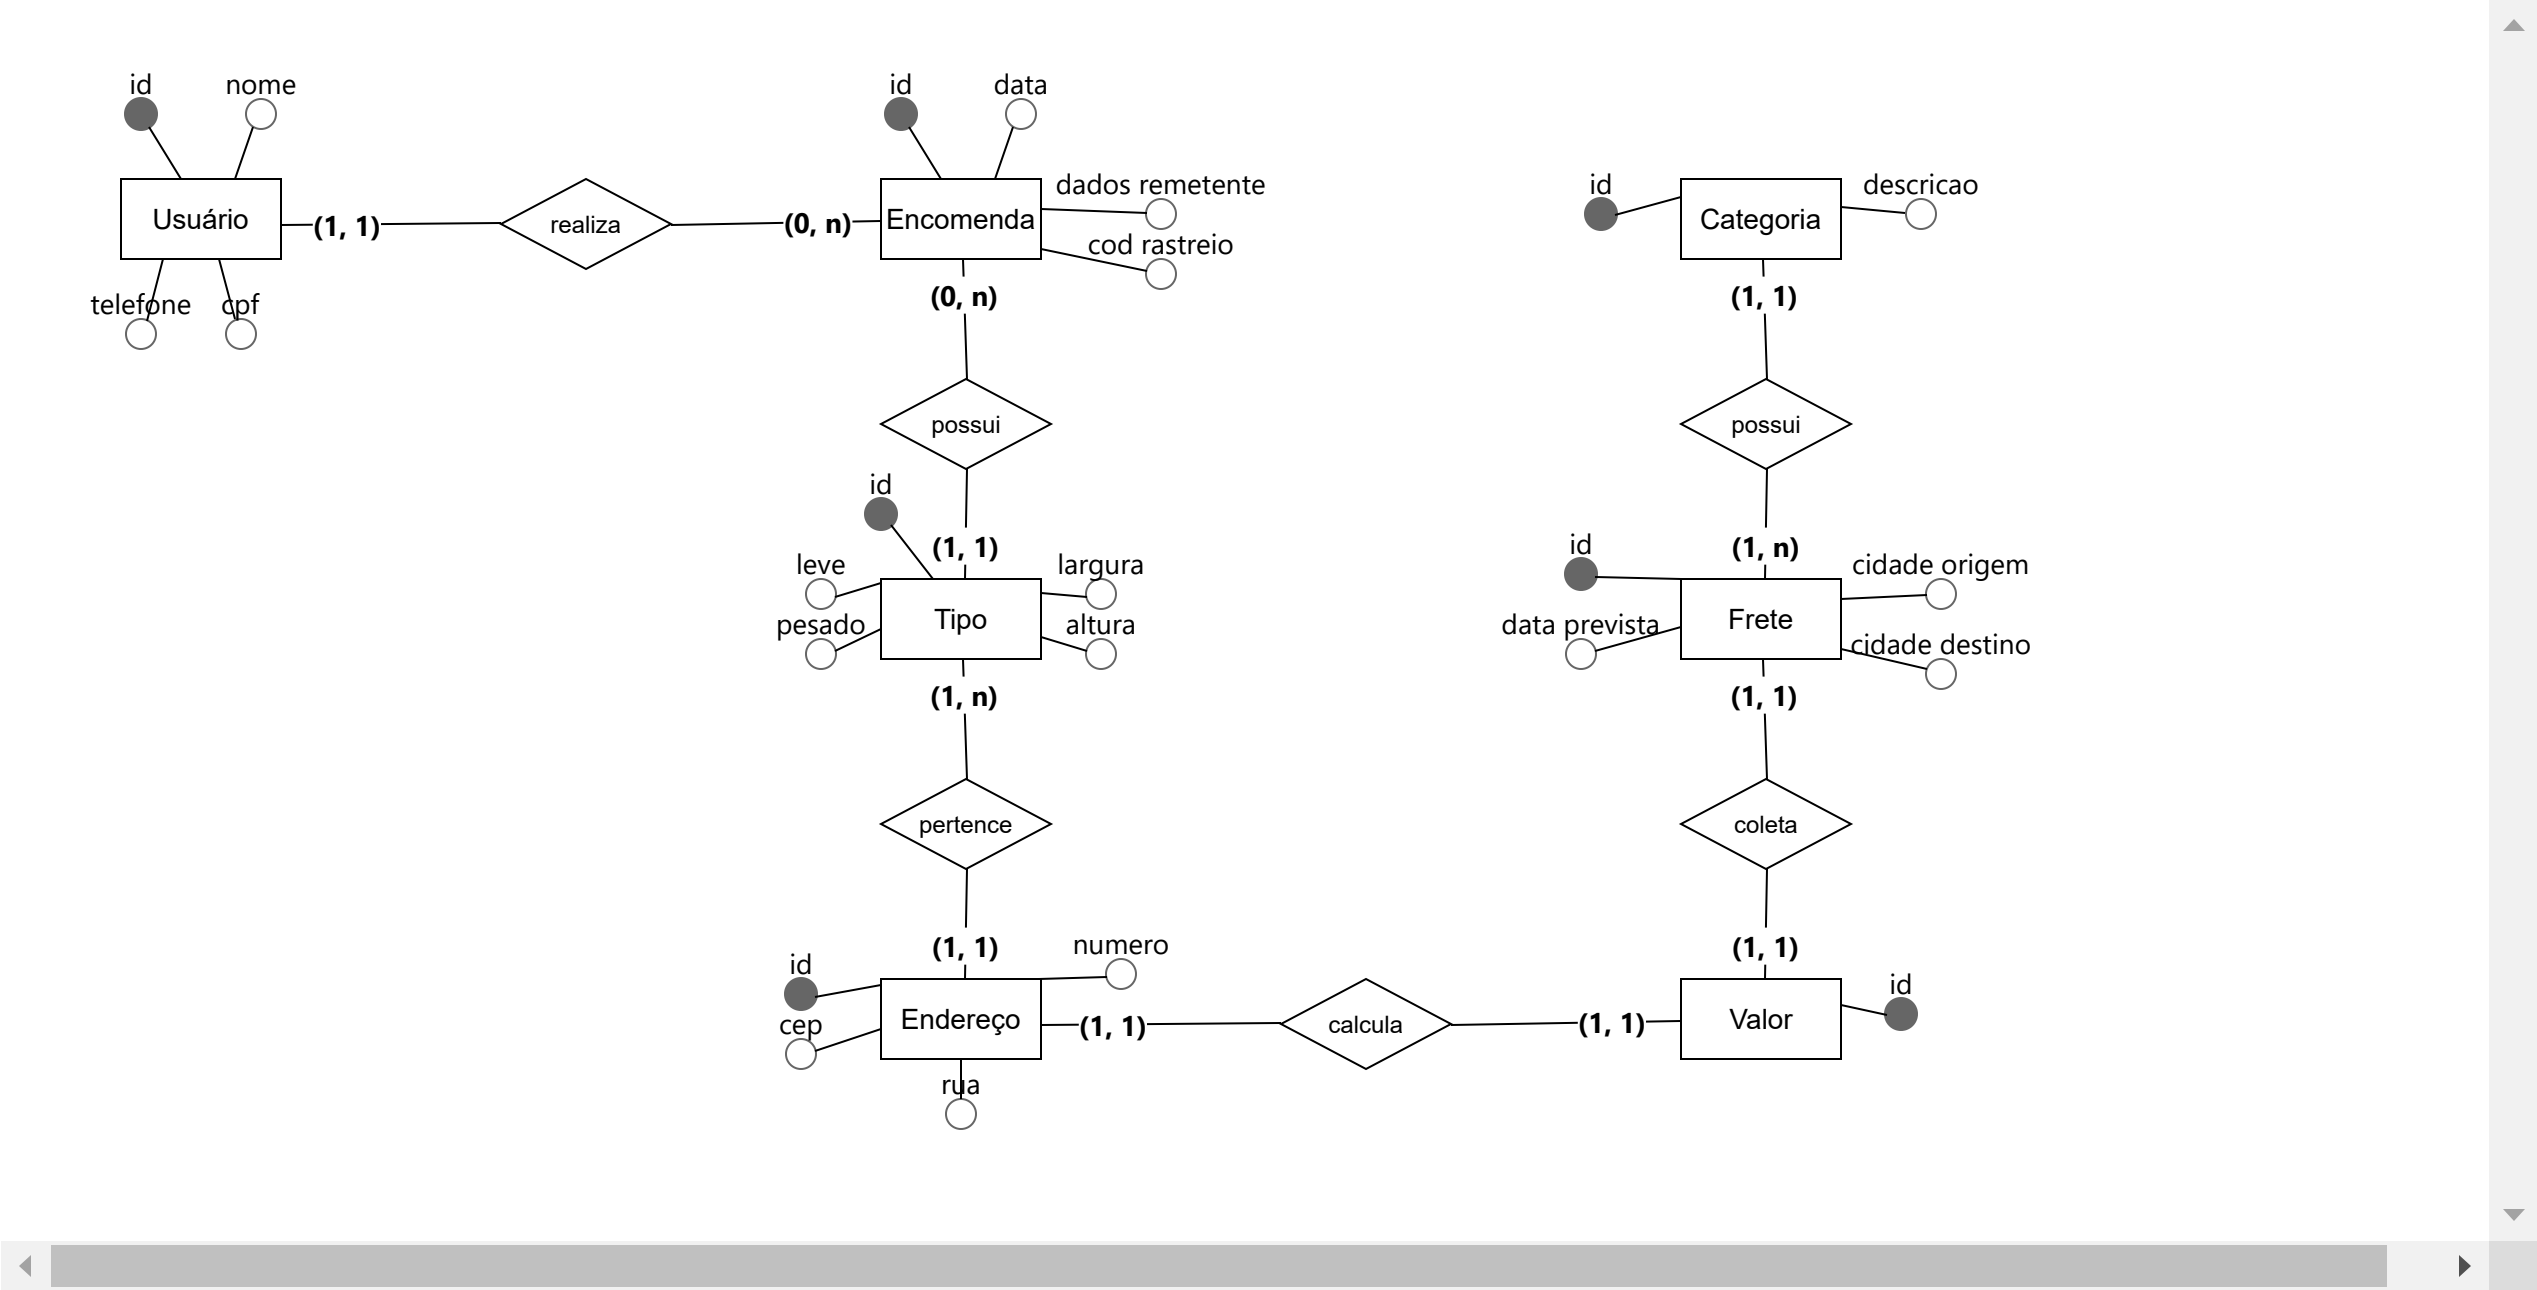 id
nome
id
data
dados remetente
id
descricao
Usuário
(1, 1)
realiza
(0, n)
Encomenda
Categoria
cod rastreio
telefone
cpf
(0, n)
(1, 1)
possui
possui
id
(1, 1)
id
(1, n)
leve
largura
cidade origem
Tipo
Frete
pesado
altura
data prevista
cidade destino
(1, n)
(1, 1)
pertence
coleta
id
(1, 1)
numero
(1, 1)
id
cep
Endereço
(1, 1)
calcula
(1, 1)
Valor
rua